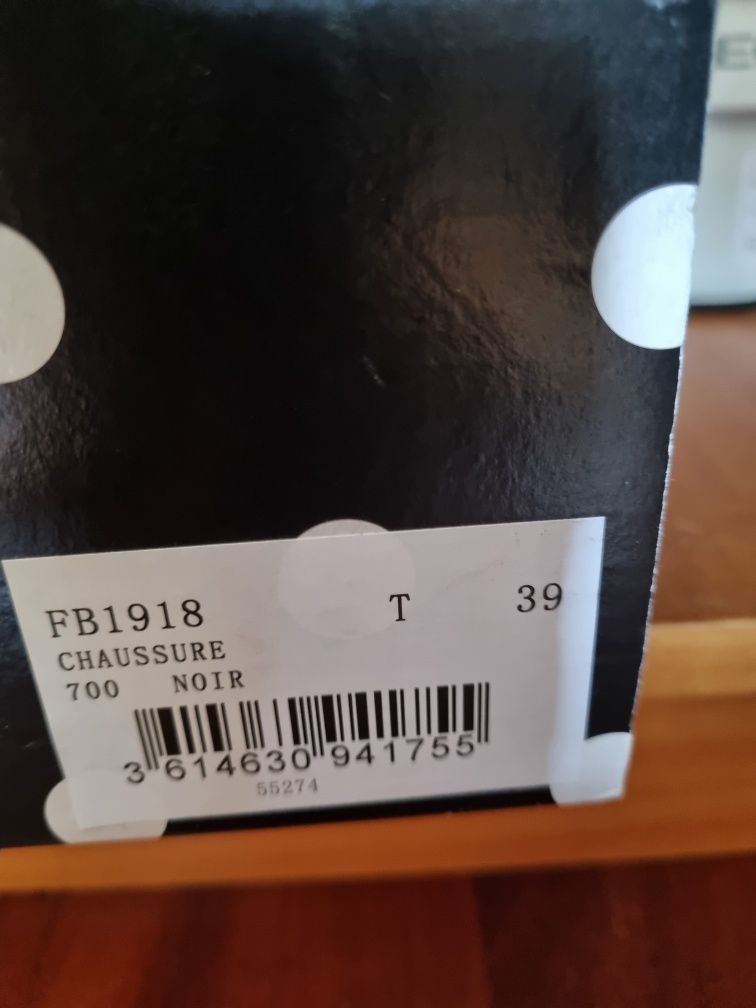 FB1918 T 39
CHAUSSURE
700 NOIR
3 614630 941755
55274